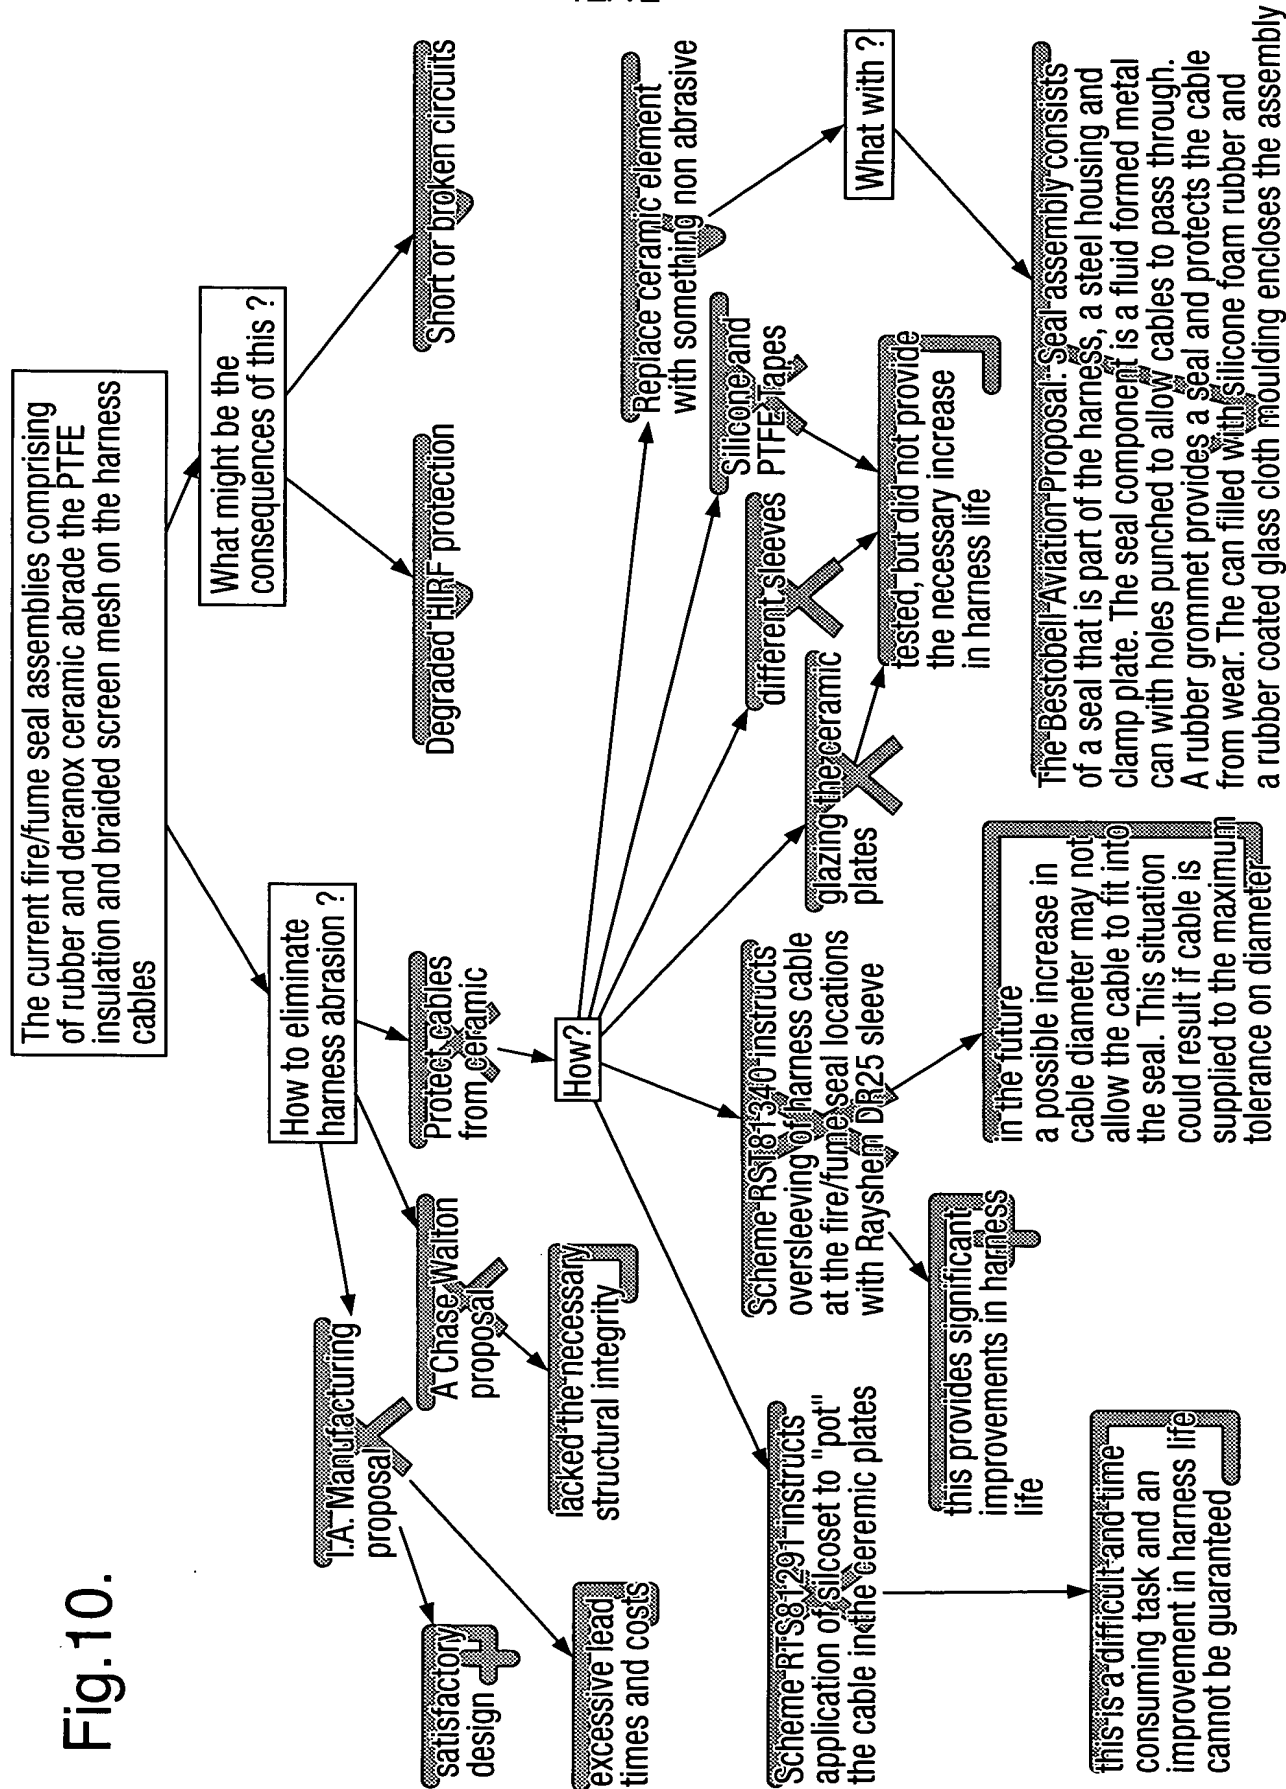 Fig.10.
The current fire/fume seal assemblies comprising
of rubber and deranox ceramic abrade the PTFE
insulation and braided screen mesh on the harness
cables
What might be the
consequences of this ?
Degraded HIRF protection
Short or broken circuits
How to eliminate
harness abrasion ?
I.A. Manufacturing
proposal
satisfactory
design
excessive lead
times and costs
A Chase Walton
proposal
lacked the necessary
structural integrity
Protect cables
from ceramic
How?
Scheme RTS81291 instructs
application of silcoset to "pot"
the cable in the ceremic plates
this is a difficult and time
consuming task and an
improvement in harness life
cannot be guaranteed
Scheme RST81340 instructs
oversleeving of harness cable
at the fire/fume seal locations
with Rayshem DR25 sleeve
this provides significant
improvements in harness
life
in the future
a possible increase in
cable diameter may not
allow the cable to fit into
the seal. This situation
could result if cable is
supplied to the maximum
tolerance on diameter
glazing the ceramic
plates
different sleeves
Silicone and
PTFE Tapes
tested, but did not provide
the necessary increase
in harness life
Replace ceramic element
with something non abrasive
What with ?
The Bestobell Aviation Proposal: Seal assembly consists
of a seal that is part of the harness, a steel housing and
clamp plate. The seal component is a fluid formed metal
can with holes punched to allow cables to pass through.
A rubber grommet provides a seal and protects the cable
from wear. The can filled with silicone foam rubber and
a rubber coated glass cloth moulding encloses the assembly